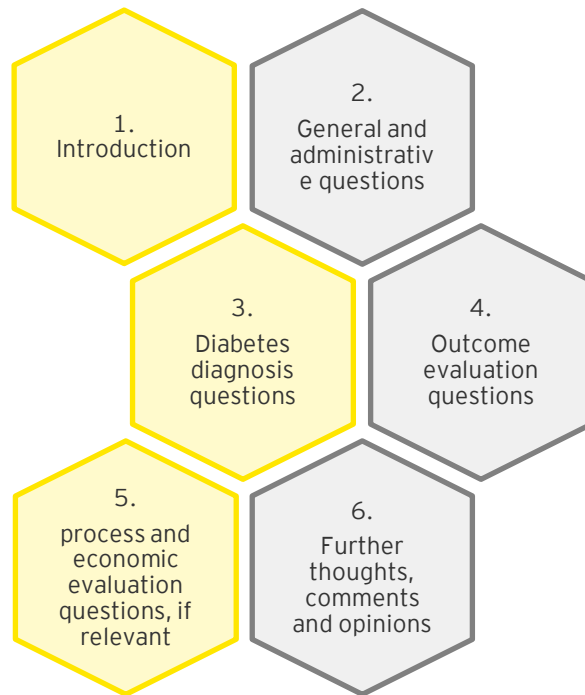 1.
Introduction
2.
General and
administrativ
e questions
3.
Diabetes
diagnosis
questions
4.
Outcome
evaluation
questions
5.
process and
economic
evaluation
questions, if
relevant
6.
Further
thoughts,
comments
and opinions